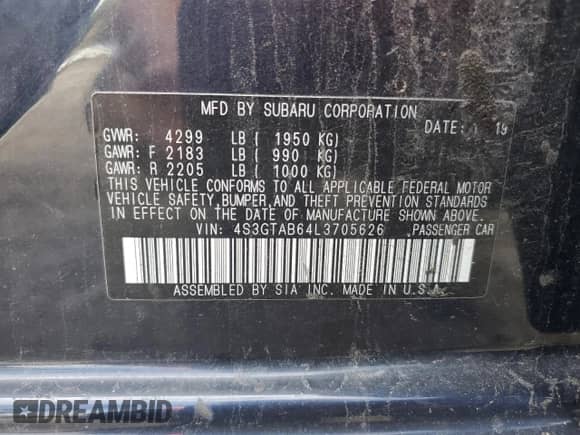 MFD BY SUBARU CORPORATION
DATE: 19
GVWR: 4299 LB ( 1950 KG)
GAWR: F 2183 LB ( 990 KG)
GAWR: R 2205 LB ( 1000 KG)
THIS VEHICLE CONFORMS TO ALL APPLICABLE FEDERAL MOTOR
VEHICLE SAFETY,BUMPER,AND THEFT PREVENTION STANDARDS
IN EFFECT ON THE DATE OF MANUFACTURE SHOWN ABOVE.
VIN: 4S3GTAB64L3705626 ,PASSENGER CAR
ASSEMBLED BY SIA INC. MADE IN U.S.A.
DREAMBID